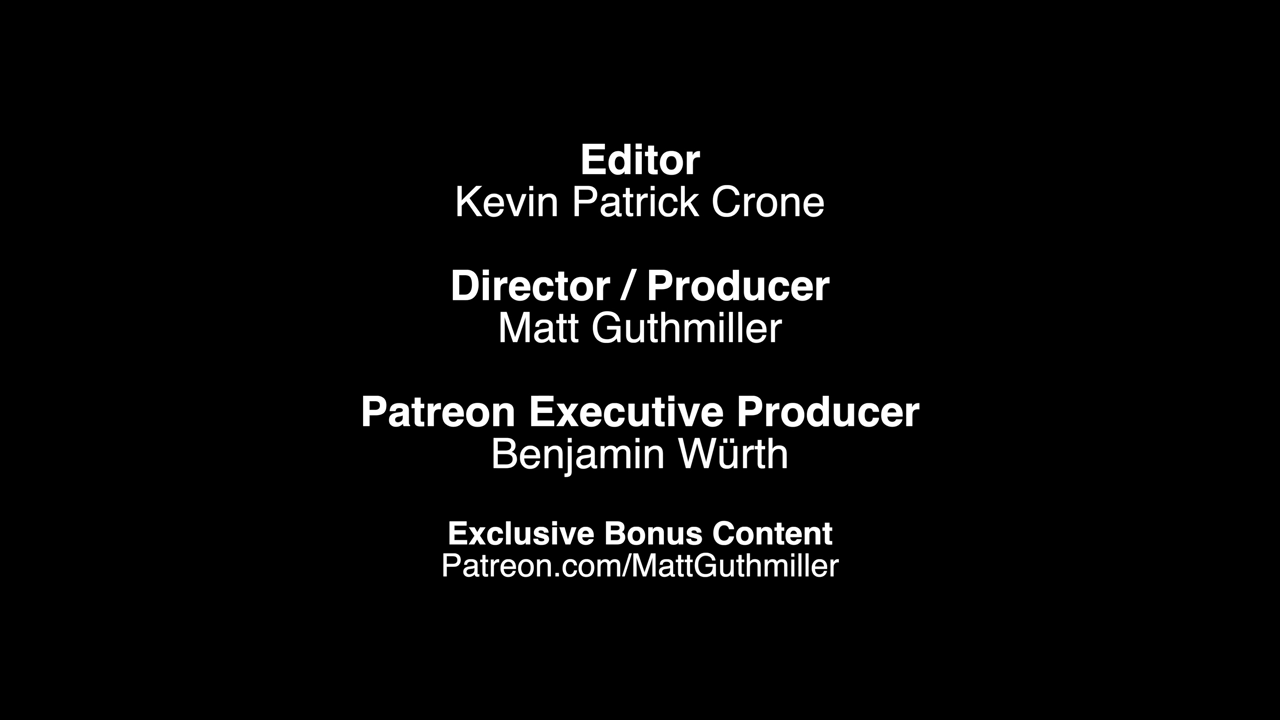 Editor
Kevin Patrick Crone
Director / Producer
Matt Guthmiller
Patreon Executive Producer
Benjamin Würth
Exclusive Bonus Content
Patreon.com/MattGuthmiller